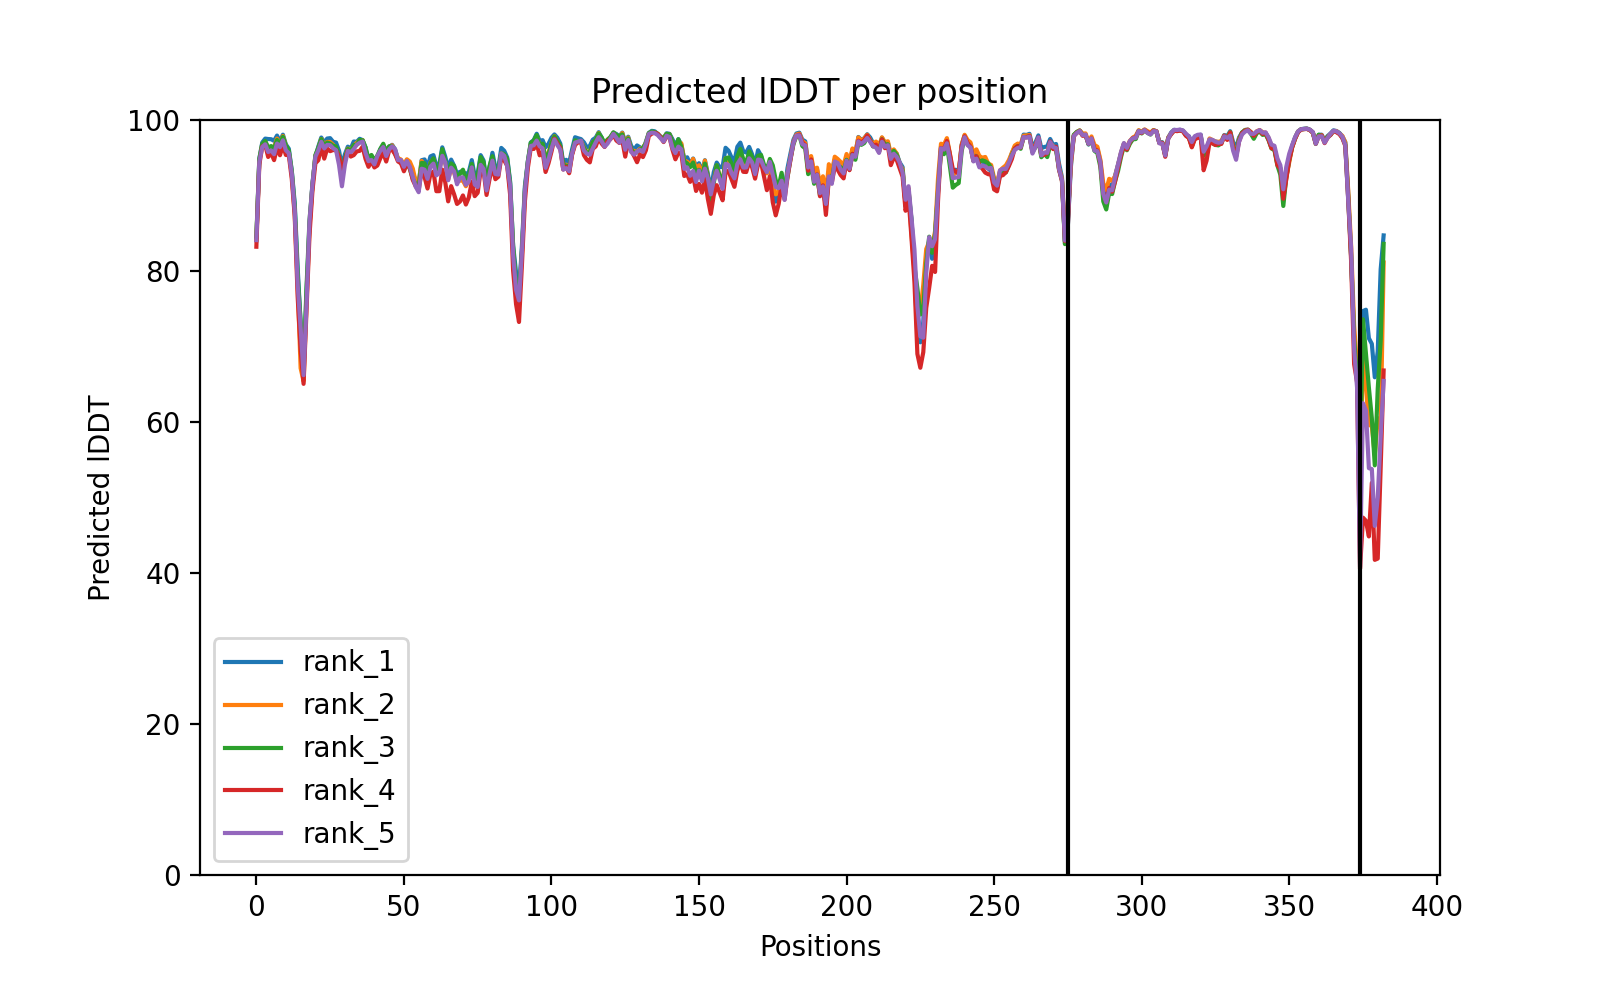 Predicted lDDT per position
Predicted lDDT
100
80
60
40
20
0
rank_1
rank_2
rank_3
rank_4
rank_5
0 50 100 150 200 250 300 350 400
Positions